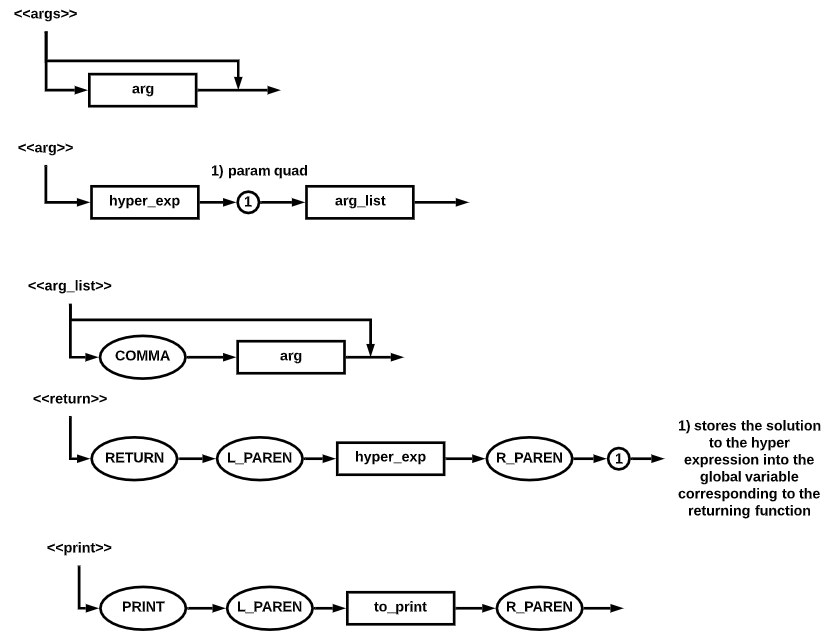 <<args>>
arg
<<arg>>
1) param quad
hyper_exp
1
arg_list
<<arg_list>>
COMMA
arg
<<return>>
RETURN
L_PAREN
hyper_exp
R_PAREN
1
1) stores the solution
to the hyper
expression into the
global variable
corresponding to the
returning function
<<print>>
PRINT
L_PAREN
to_print
R_PAREN